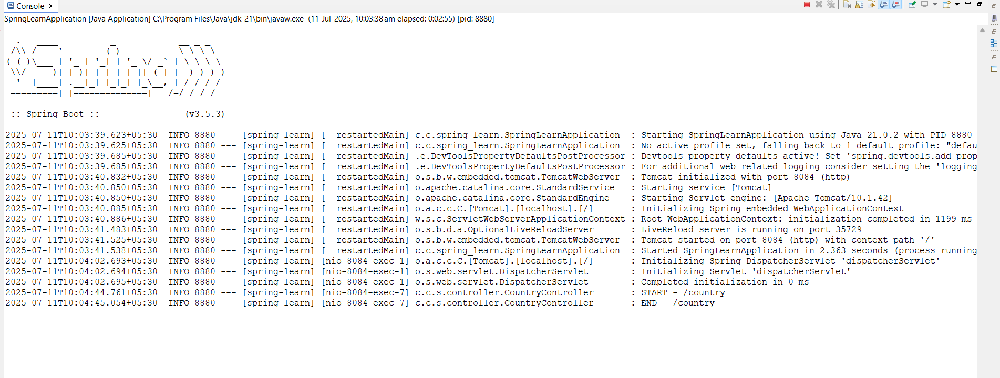 Console
SpringLearnApplication [Java Application] C:\Program Files\Java\jdk-21\bin\javaw.exe (11-Jul-2025, 10:03:38 am elapsed: 0:02:55) [pid: 8880]
  .   ____          _            __ _ _
 /\\ / ___'_ __ _ _(_)_ __  __ _ \ \ \ \
( ( )\___ | '_ | '_| | '_ \/ _` | \ \ \ \
 \\/  ___)| |_)| | | | | || (_| |  ) ) ) )
  '  |____| .__|_| |_|_| |_\__, | / / / /
 =========|_|==============|___/=/_/_/_/
 :: Spring Boot ::                (v3.5.3)
2025-07-11T10:03:39.623+05:30  INFO 8880 --- [spring-learn] [  restartedMain] c.c.spring_learn.SpringLearnApplication  : Starting SpringLearnApplication using Java 21.0.2 with PID 8880
2025-07-11T10:03:39.625+05:30  INFO 8880 --- [spring-learn] [  restartedMain] c.c.spring_learn.SpringLearnApplication  : No active profile set, falling back to 1 default profile: "defau
2025-07-11T10:03:39.685+05:30  INFO 8880 --- [spring-learn] [  restartedMain] .e.DevToolsPropertyDefaultsPostProcessor : Devtools property defaults active! Set 'spring.devtools.add-prop
2025-07-11T10:03:39.685+05:30  INFO 8880 --- [spring-learn] [  restartedMain] .e.DevToolsPropertyDefaultsPostProcessor : For additional web related logging consider setting the 'logging
2025-07-11T10:03:40.832+05:30  INFO 8880 --- [spring-learn] [  restartedMain] o.s.b.w.embedded.tomcat.TomcatWebServer  : Tomcat initialized with port 8084 (http)
2025-07-11T10:03:40.850+05:30  INFO 8880 --- [spring-learn] [  restartedMain] o.apache.catalina.core.StandardService   : Starting service [Tomcat]
2025-07-11T10:03:40.850+05:30  INFO 8880 --- [spring-learn] [  restartedMain] o.apache.catalina.core.StandardEngine    : Starting Servlet engine: [Apache Tomcat/10.1.42]
2025-07-11T10:03:40.885+05:30  INFO 8880 --- [spring-learn] [  restartedMain] o.a.c.c.C.[Tomcat].[localhost].[/]       : Initializing Spring embedded WebApplicationContext
2025-07-11T10:03:40.886+05:30  INFO 8880 --- [spring-learn] [  restartedMain] w.s.c.ServletWebServerApplicationContext : Root WebApplicationContext: initialization completed in 1199 ms
2025-07-11T10:03:41.483+05:30  INFO 8880 --- [spring-learn] [  restartedMain] o.s.b.d.a.OptionalLiveReloadServer       : LiveReload server is running on port 35729
2025-07-11T10:03:41.525+05:30  INFO 8880 --- [spring-learn] [  restartedMain] o.s.b.w.embedded.tomcat.TomcatWebServer  : Tomcat started on port 8084 (http) with context path '/'
2025-07-11T10:03:41.538+05:30  INFO 8880 --- [spring-learn] [  restartedMain] c.c.spring_learn.SpringLearnApplication  : Started SpringLearnApplication in 2.363 seconds (process running
2025-07-11T10:04:02.693+05:30  INFO 8880 --- [spring-learn] [nio-8084-exec-1] o.a.c.c.C.[Tomcat].[localhost].[/]       : Initializing Spring DispatcherServlet 'dispatcherServlet'
2025-07-11T10:04:02.694+05:30  INFO 8880 --- [spring-learn] [nio-8084-exec-1] o.s.web.servlet.DispatcherServlet        : Initializing Servlet 'dispatcherServlet'
2025-07-11T10:04:02.695+05:30  INFO 8880 --- [spring-learn] [nio-8084-exec-1] o.s.web.servlet.DispatcherServlet        : Completed initialization in 0 ms
2025-07-11T10:04:44.761+05:30  INFO 8880 --- [spring-learn] [nio-8084-exec-7] c.c.s.controller.CountryController       : START - /country
2025-07-11T10:04:45.054+05:30  INFO 8880 --- [spring-learn] [nio-8084-exec-7] c.c.s.controller.CountryController       : END - /country